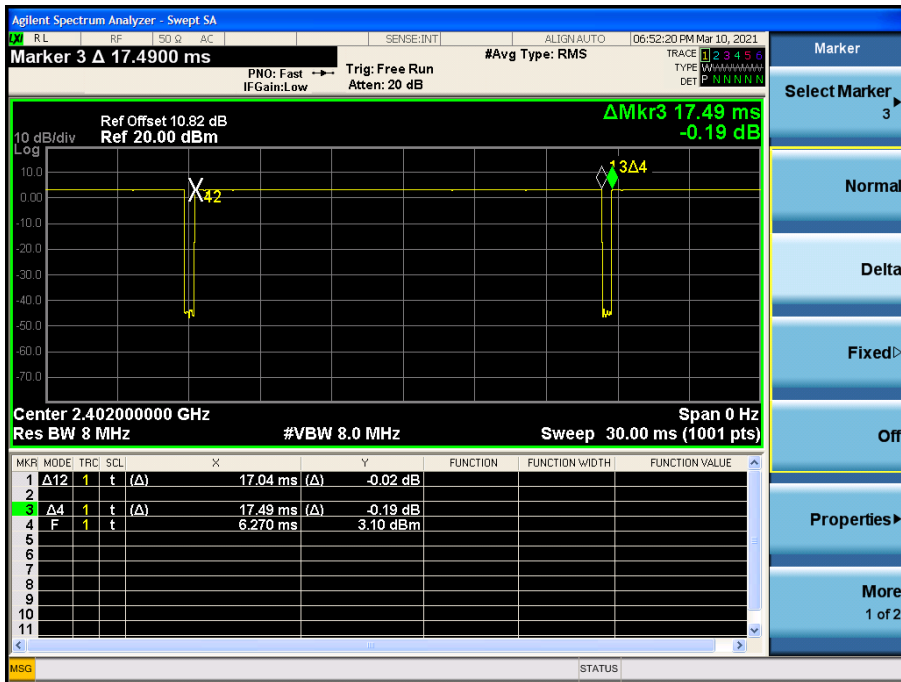 Agilent Spectrum Analyzer - Swept SA
LXI RL RF 50 Ω AC SENSE:INT ALIGN AUTO 06:52:20 PM Mar 10, 2021
Marker 3 Δ 17.4900 ms
PNO: Fast
IFGain:Low
Trig: Free Run
Atten: 20 dB
#Avg Type: RMS
TRACE 1 2 3 4 5 6
TYPE WWWWWW
DET P N N N N N
Marker
Select Marker
3
Normal
Delta
Fixed
Off
Properties
More
1 of 2
ΔMkr3 17.49 ms
-0.19 dB
Ref Offset 10.82 dB
10 dB/div Ref 20.00 dBm
Log
10.0
0.00
-10.0
-20.0
-30.0
-40.0
-50.0
-60.0
-70.0
X
42
13Δ4
Center 2.402000000 GHz Span 0 Hz
Res BW 8 MHz #VBW 8.0 MHz Sweep 30.00 ms (1001 pts)
MKR MODE TRC SCL X Y FUNCTION FUNCTION WIDTH FUNCTION VALUE
1 Δ12 1 t (Δ) 17.04 ms (Δ) -0.02 dB
2
3 Δ4 1 t (Δ) 17.49 ms (Δ) -0.19 dB
4 F 1 t 6.270 ms 3.10 dBm
5
6
7
8
9
10
11
MSG STATUS